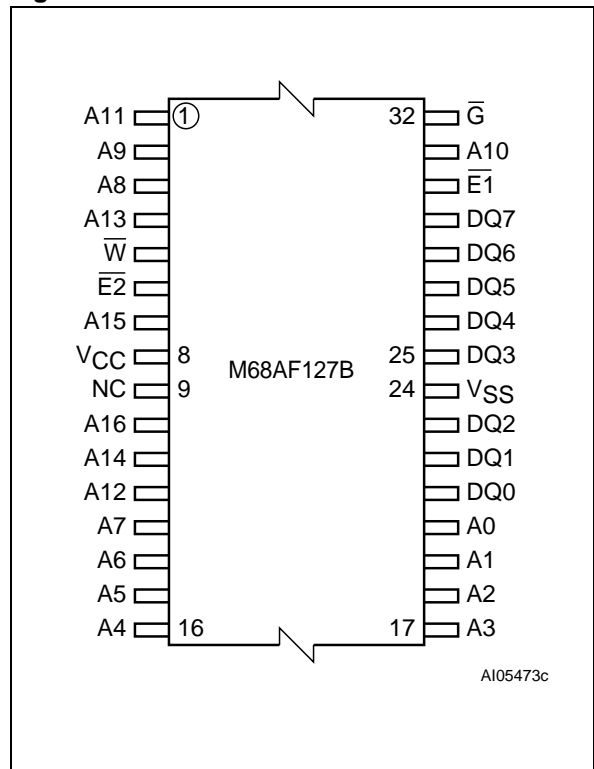 A11 1 32 G̅
A9 A10
A8 E̅1̅
A13 DQ7
W̅ DQ6
E̅2̅ DQ5
A15 DQ4
VCC 8 25 DQ3
M68AF127B
NC 9 24 VSS
A16 DQ2
A14 DQ1
A12 DQ0
A7 A0
A6 A1
A5 A2
A4 16 17 A3
AI05473c